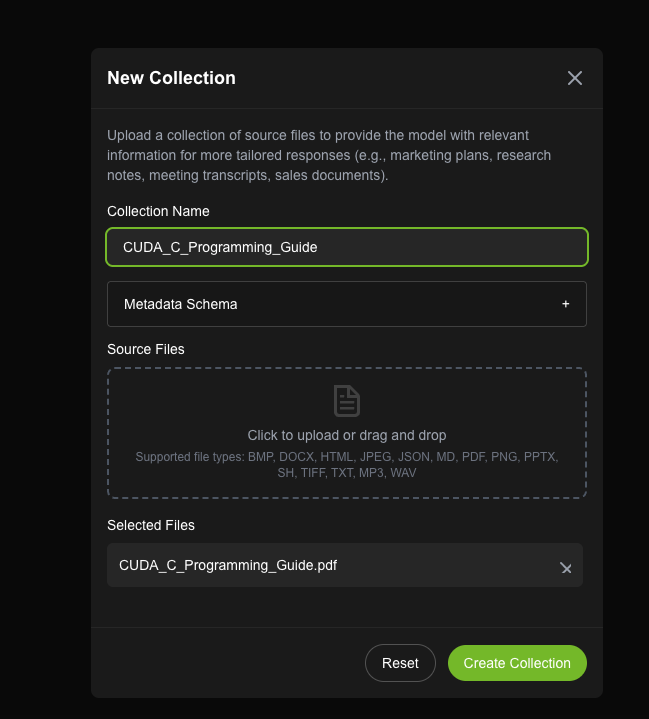 New Collection
Upload a collection of source files to provide the model with relevant
information for more tailored responses (e.g., marketing plans, research
notes, meeting transcripts, sales documents).
Collection Name
CUDA_C_Programming_Guide
Metadata Schema +
Source Files
Click to upload or drag and drop
Supported file types: BMP, DOCX, HTML, JPEG, JSON, MD, PDF, PNG, PPTX,
SH, TIFF, TXT, MP3, WAV
Selected Files
CUDA_C_Programming_Guide.pdf
Reset Create Collection